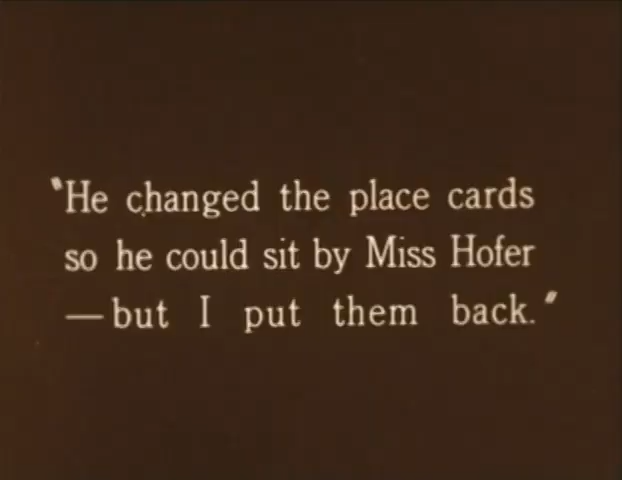 "He changed the place cards
so he could sit by Miss Hofer
—but I put them back."